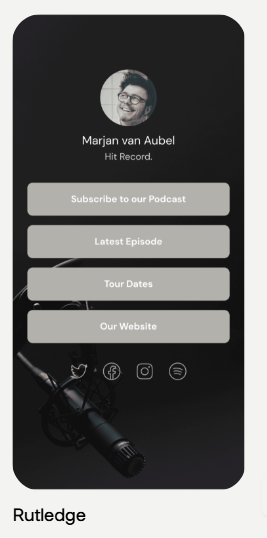 Marjan van Aubel
Hit Record.
Subscribe to our Podcast
Latest Episode
Tour Dates
Our Website
Rutledge